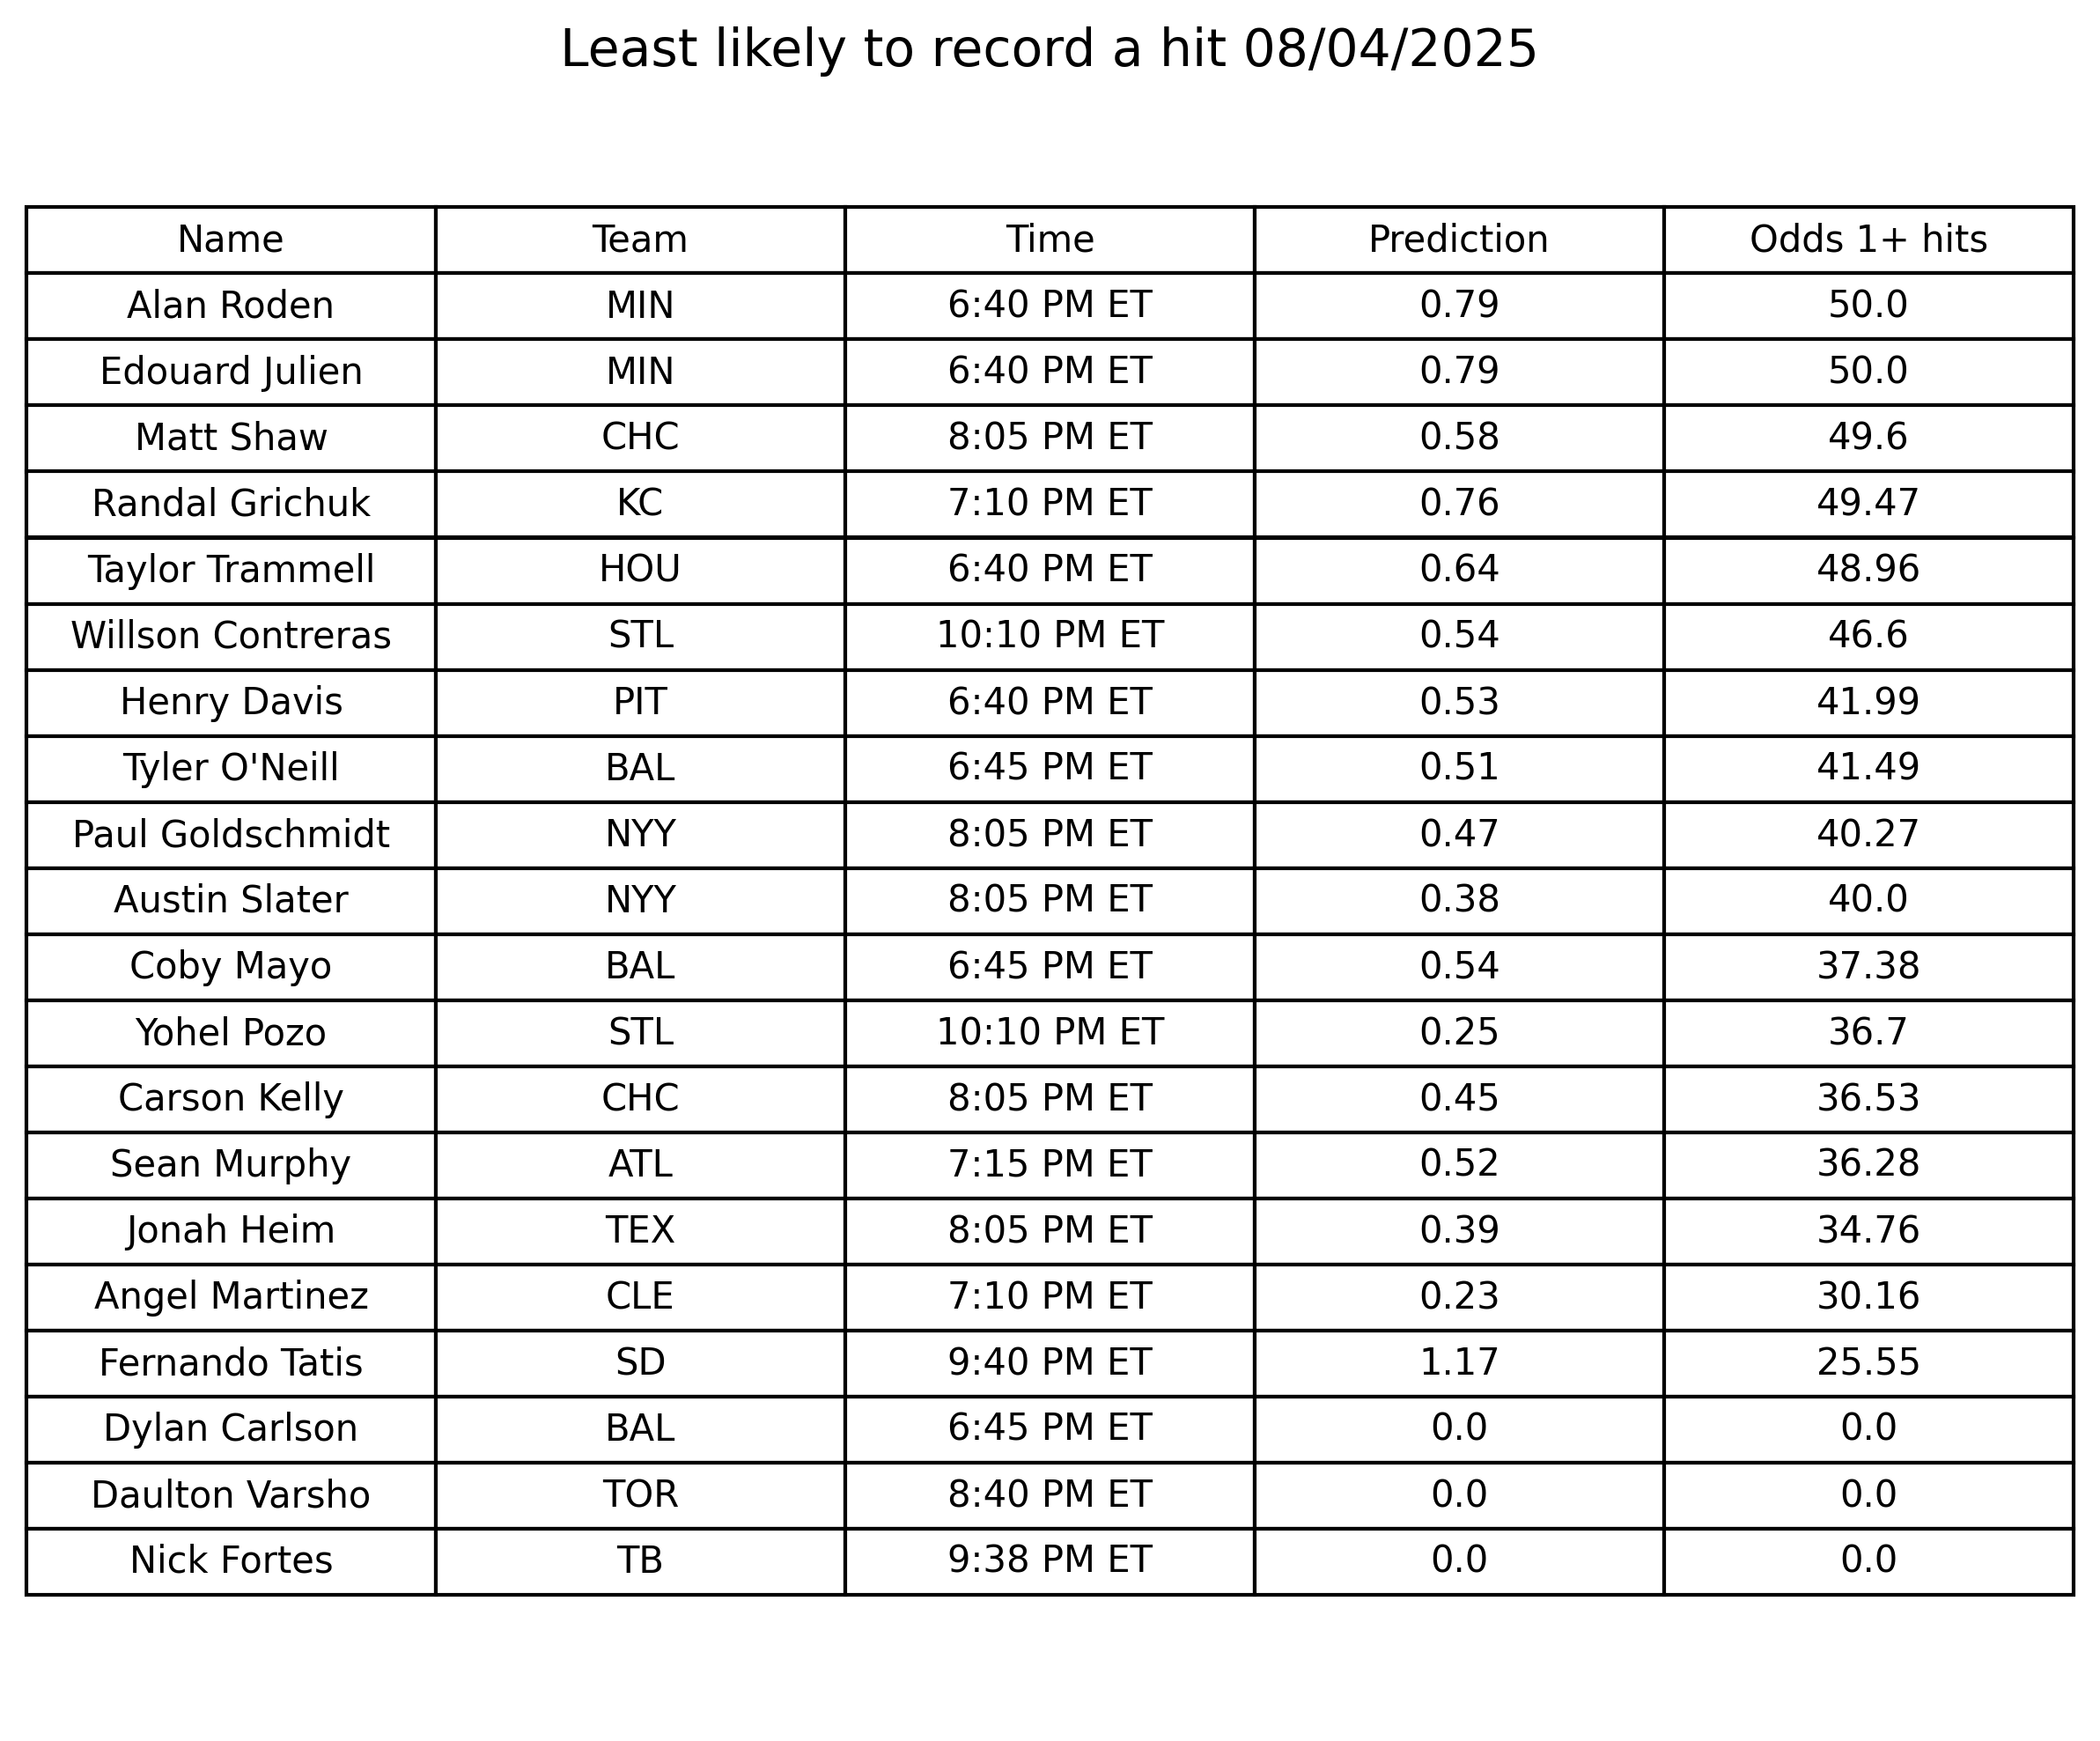 Least likely to record a hit 08/04/2025
Name Team Time Prediction Odds 1+ hits
Alan Roden MIN 6:40 PM ET 0.79 50.0
Edouard Julien MIN 6:40 PM ET 0.79 50.0
Matt Shaw CHC 8:05 PM ET 0.58 49.6
Randal Grichuk KC 7:10 PM ET 0.76 49.47
Taylor Trammell HOU 6:40 PM ET 0.64 48.96
Willson Contreras STL 10:10 PM ET 0.54 46.6
Henry Davis PIT 6:40 PM ET 0.53 41.99
Tyler O'Neill BAL 6:45 PM ET 0.51 41.49
Paul Goldschmidt NYY 8:05 PM ET 0.47 40.27
Austin Slater NYY 8:05 PM ET 0.38 40.0
Coby Mayo BAL 6:45 PM ET 0.54 37.38
Yohel Pozo STL 10:10 PM ET 0.25 36.7
Carson Kelly CHC 8:05 PM ET 0.45 36.53
Sean Murphy ATL 7:15 PM ET 0.52 36.28
Jonah Heim TEX 8:05 PM ET 0.39 34.76
Angel Martinez CLE 7:10 PM ET 0.23 30.16
Fernando Tatis SD 9:40 PM ET 1.17 25.55
Dylan Carlson BAL 6:45 PM ET 0.0 0.0
Daulton Varsho TOR 8:40 PM ET 0.0 0.0
Nick Fortes TB 9:38 PM ET 0.0 0.0